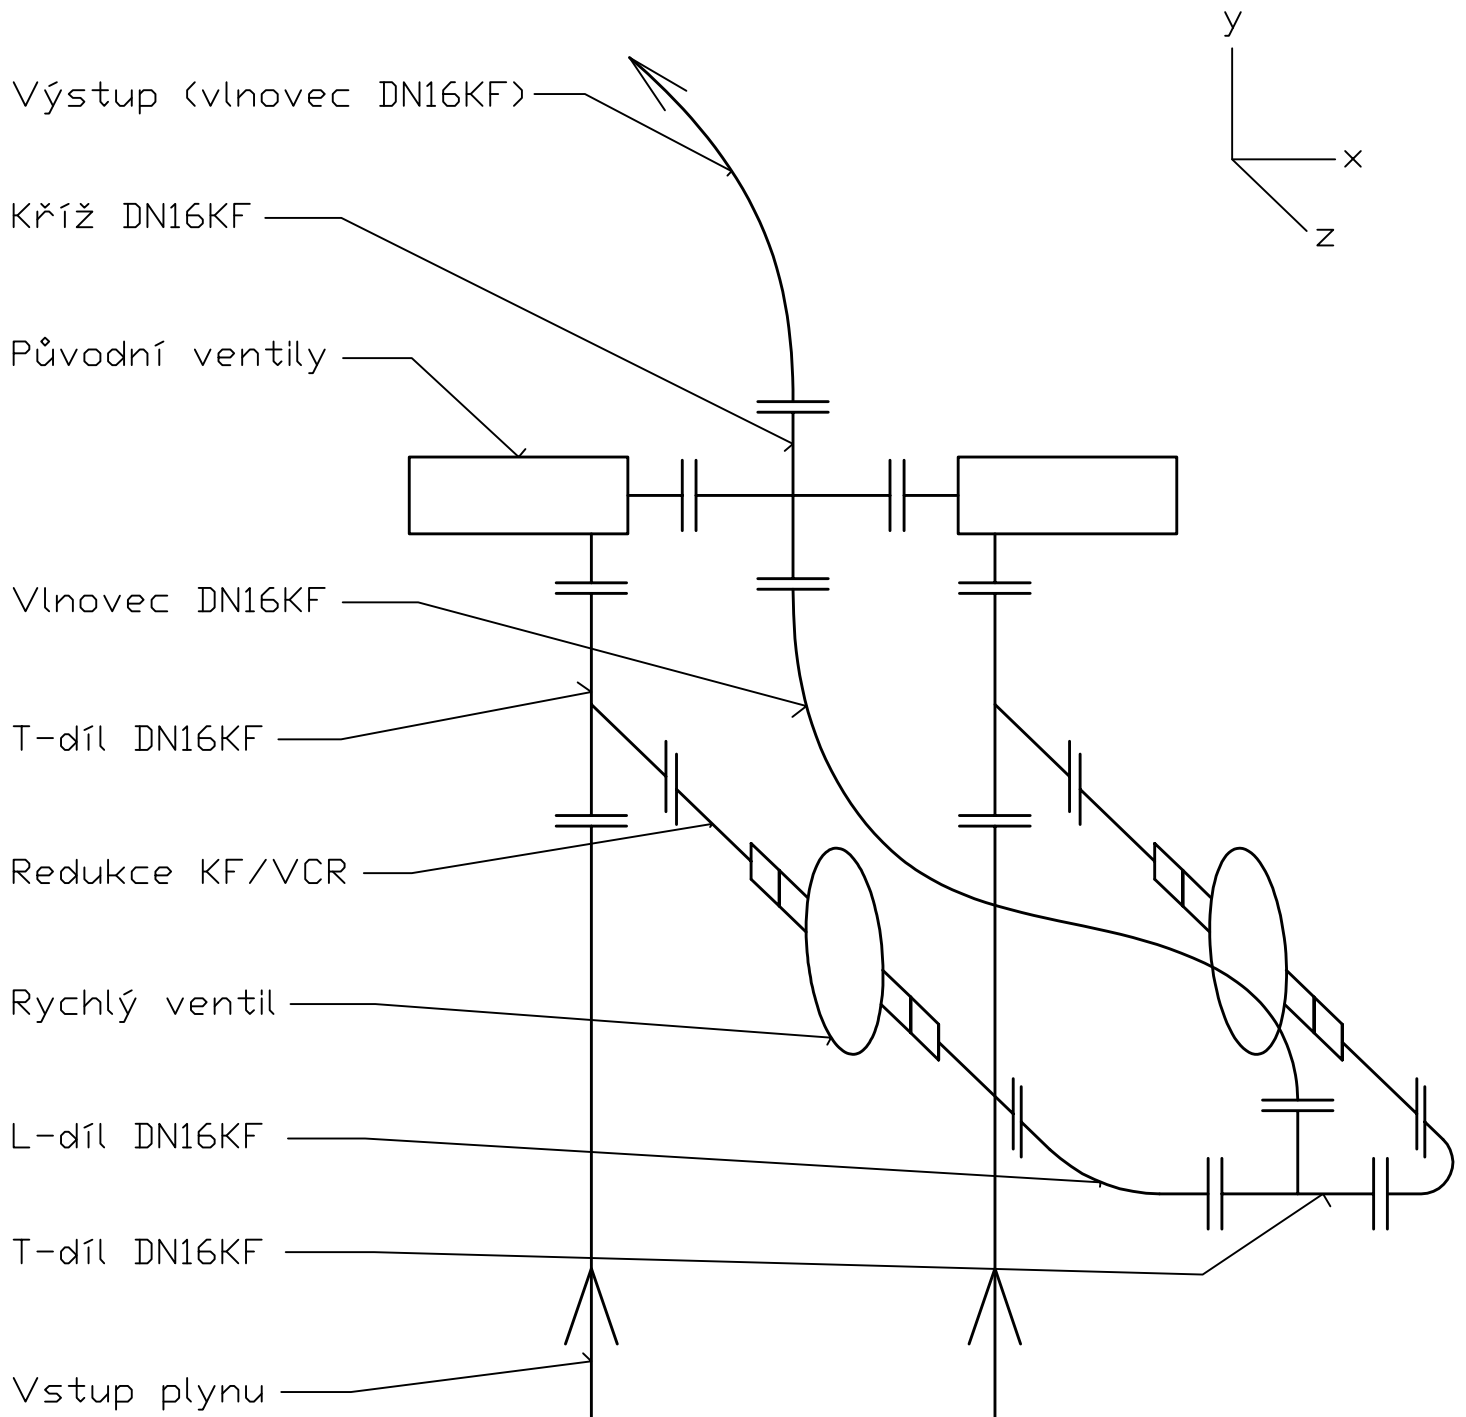 y
Výstup (vlnovec DN16KF)
x
Kříž DN16KF
z
Původní ventily
Vlnovec DN16KF
T-díl DN16KF
Redukce KF/VCR
Rychlý ventil
L-díl DN16KF
T-díl DN16KF
Vstup plynu